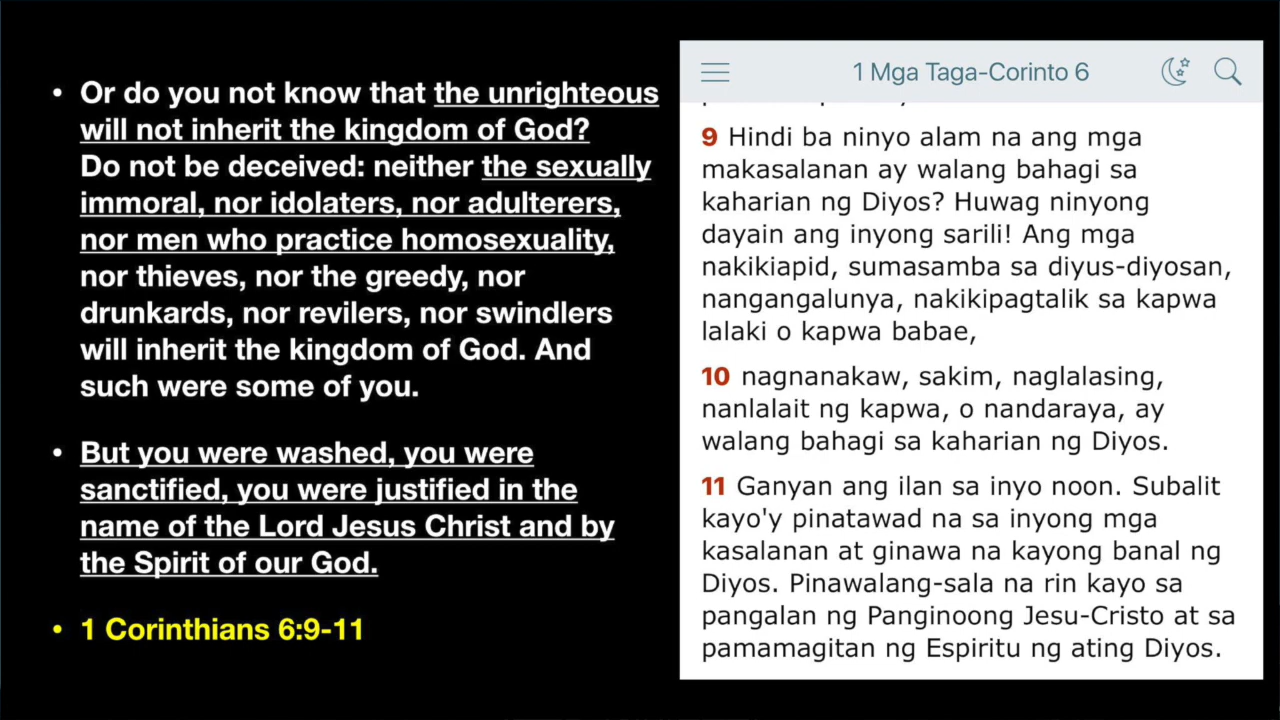 • Or do you not know that the unrighteous
will not inherit the kingdom of God?
Do not be deceived: neither the sexually
immoral, nor idolaters, nor adulterers,
nor men who practice homosexuality,
nor thieves, nor the greedy, nor
drunkards, nor revilers, nor swindlers
will inherit the kingdom of God. And
such were some of you.
• But you were washed, you were
sanctified, you were justified in the
name of the Lord Jesus Christ and by
the Spirit of our God.
• 1 Corinthians 6:9-11
1 Mga Taga-Corinto 6
9 Hindi ba ninyo alam na ang mga
makasalanan ay walang bahagi sa
kaharian ng Diyos? Huwag ninyong
dayain ang inyong sarili! Ang mga
nakikiapid, sumasamba sa diyus-diyosan,
nangangalunya, nakikipagtalik sa kapwa
lalaki o kapwa babae,
10 nagnanakaw, sakim, naglalasing,
nanlalait ng kapwa, o nandaraya, ay
walang bahagi sa kaharian ng Diyos.
11 Ganyan ang ilan sa inyo noon. Subalit
kayo'y pinatawad na sa inyong mga
kasalanan at ginawa na kayong banal ng
Diyos. Pinawalang-sala na rin kayo sa
pangalan ng Panginoong Jesu-Cristo at sa
pamamagitan ng Espiritu ng ating Diyos.